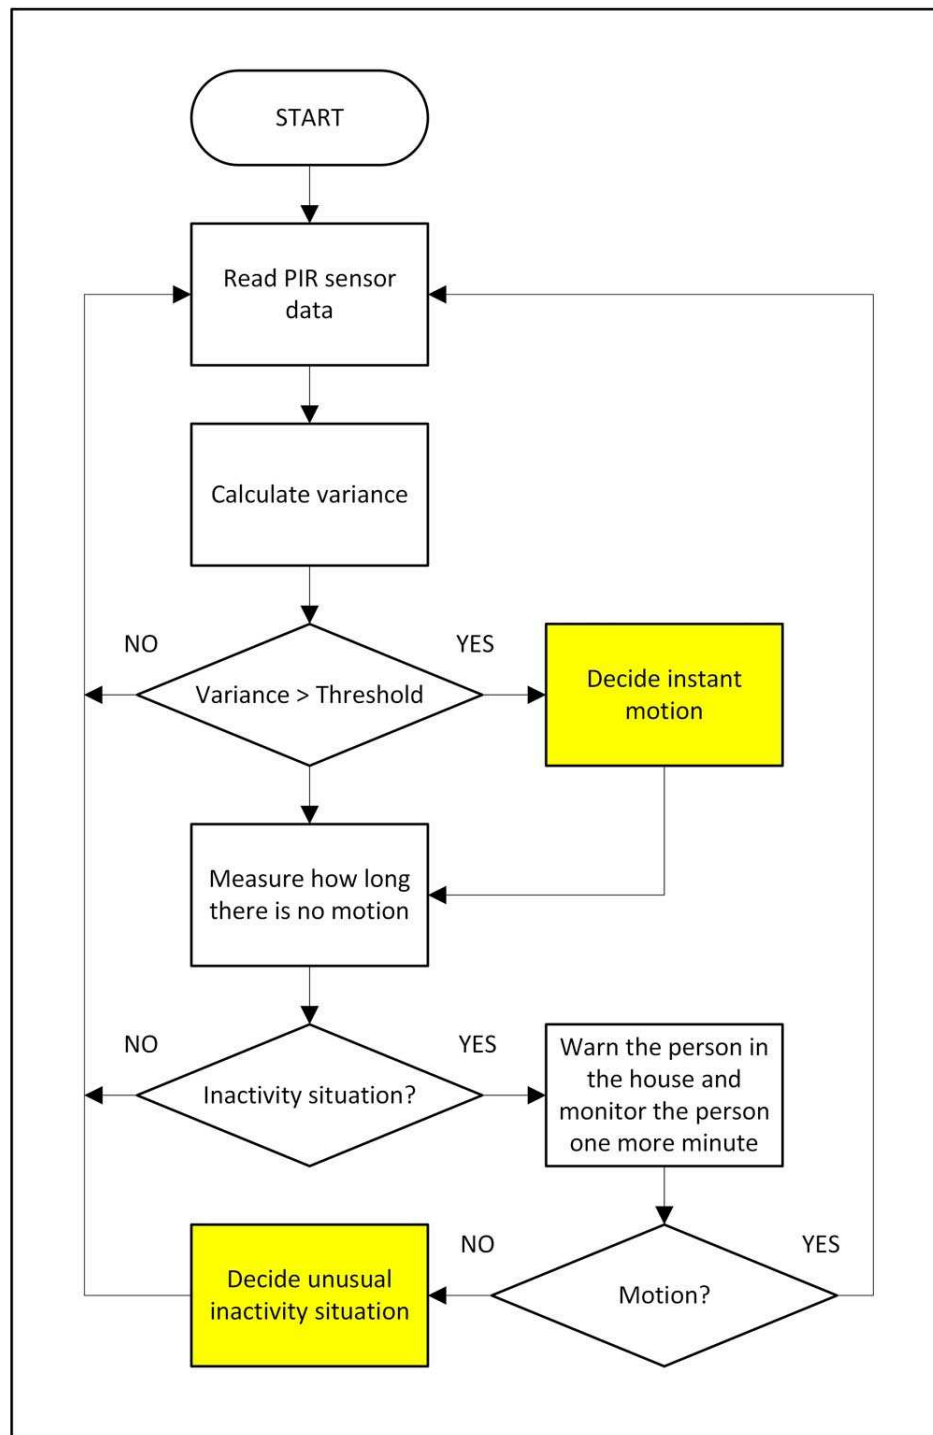 START
Read PIR sensor
data
Calculate variance
NO
YES
Variance > Threshold
Decide instant
motion
Measure how long
there is no motion
NO
YES
Inactivity situation?
Warn the person in
the house and
monitor the person
one more minute
NO
YES
Decide unusual
inactivity situation
Motion?